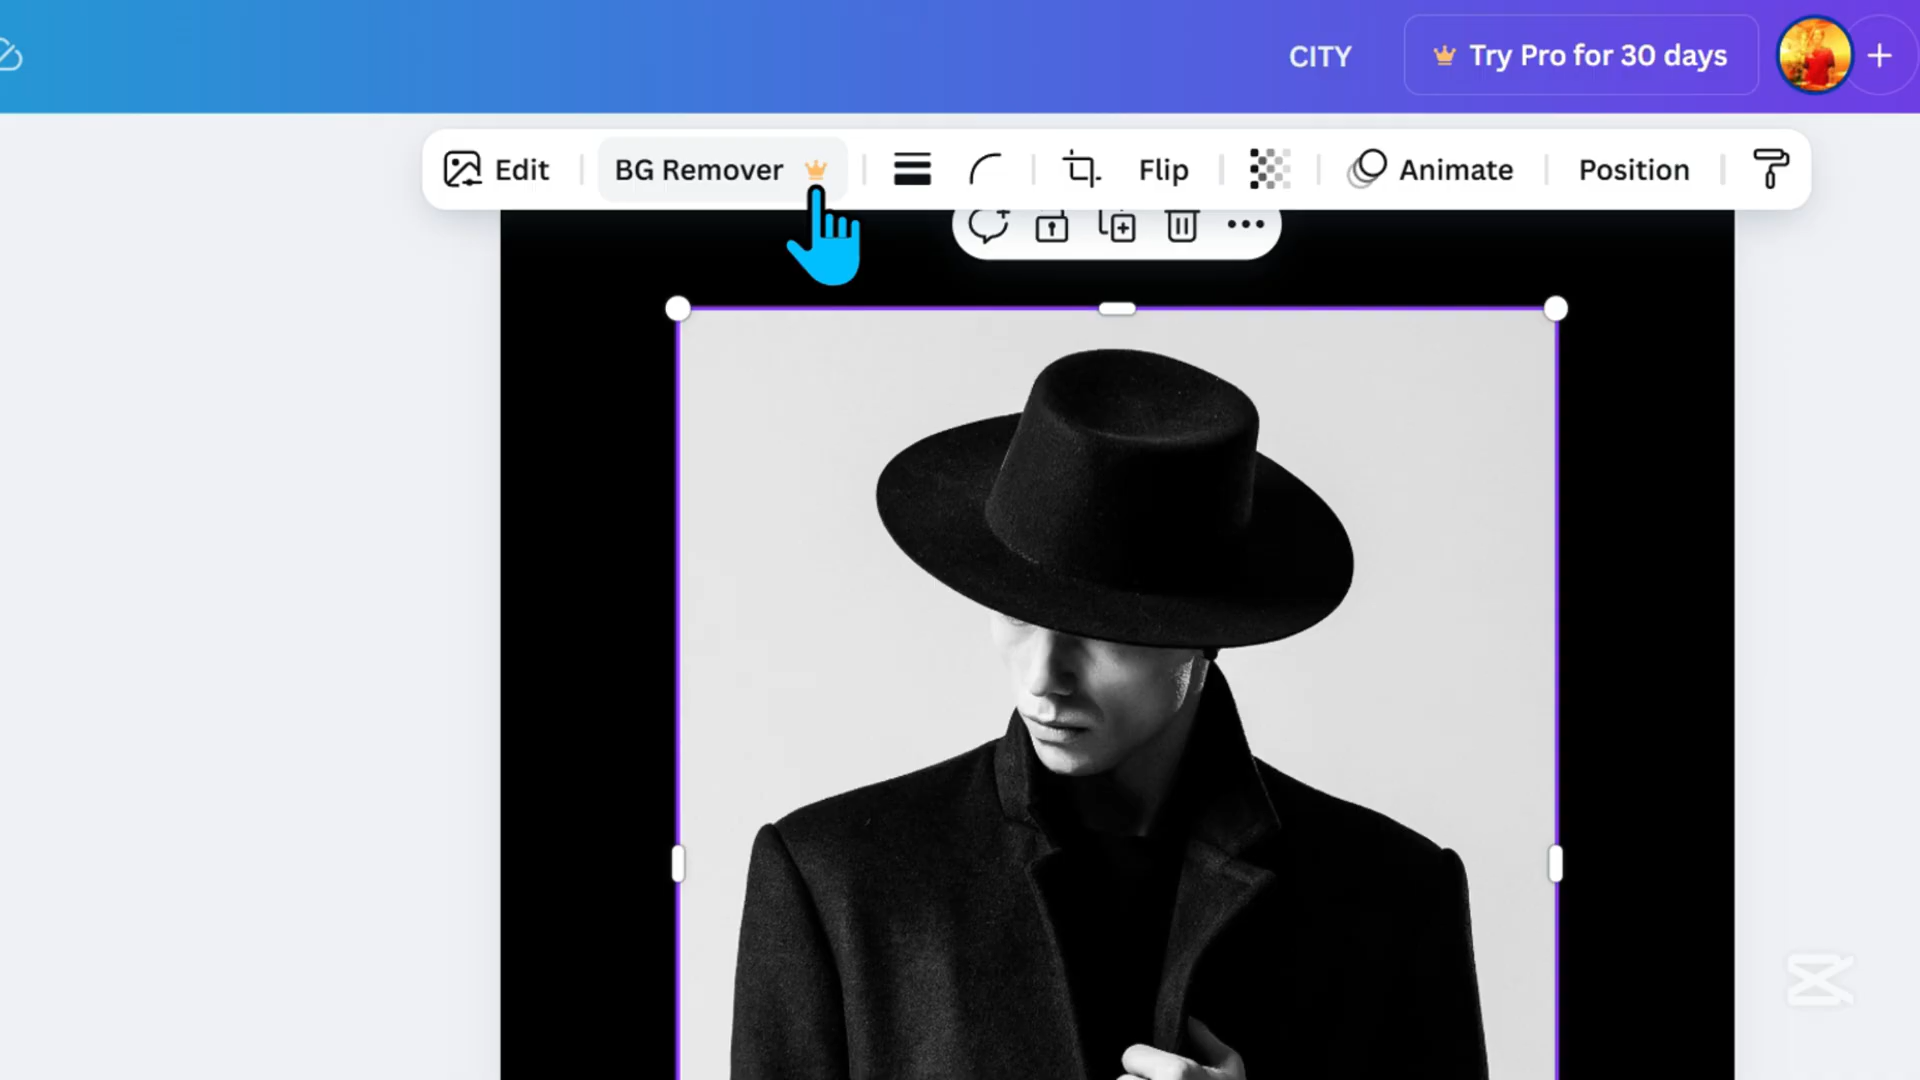 CITY
Try Pro for 30 days
Edit
BG Remover
Flip
Animate
Position